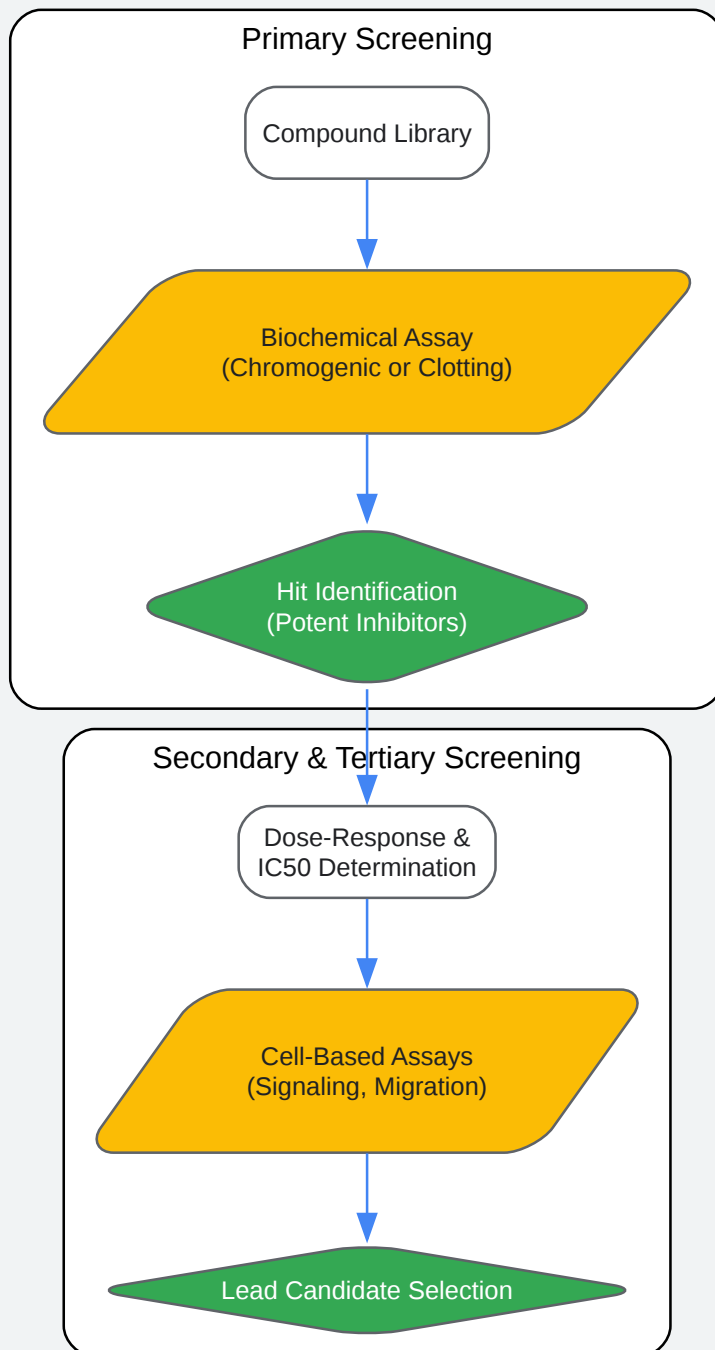 Primary Screening
Compound Library
Biochemical Assay
(Chromogenic or Clotting)
Hit Identification
(Potent Inhibitors)
Secondary & Tertiary Screening
Dose-Response &
IC50 Determination
Cell-Based Assays
(Signaling, Migration)
Lead Candidate Selection